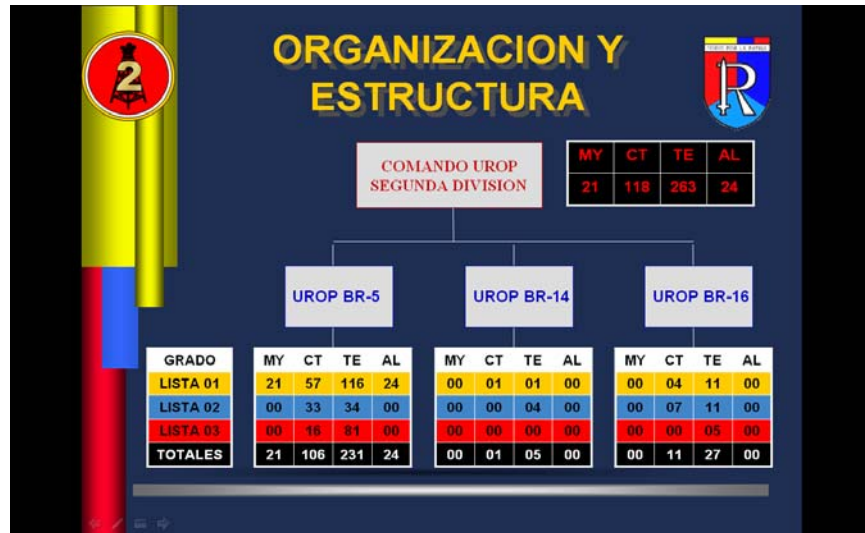 ORGANIZACION Y
ESTRUCTURA
2
R
COMANDO UROP
SEGUNDA DIVISION
MY CT TE AL
21 118 263 24
UROP BR-5
UROP BR-14
UROP BR-16
GRADO MY CT TE AL MY CT TE AL MY CT TE AL
LISTA 01 21 57 116 24 00 01 01 00 00 04 11 00
LISTA 02 00 33 34 00 00 00 04 00 00 07 11 00
LISTA 03 00 16 81 00 00 00 00 00 00 00 05 00
TOTALES 21 106 231 24 00 01 05 00 00 11 27 00